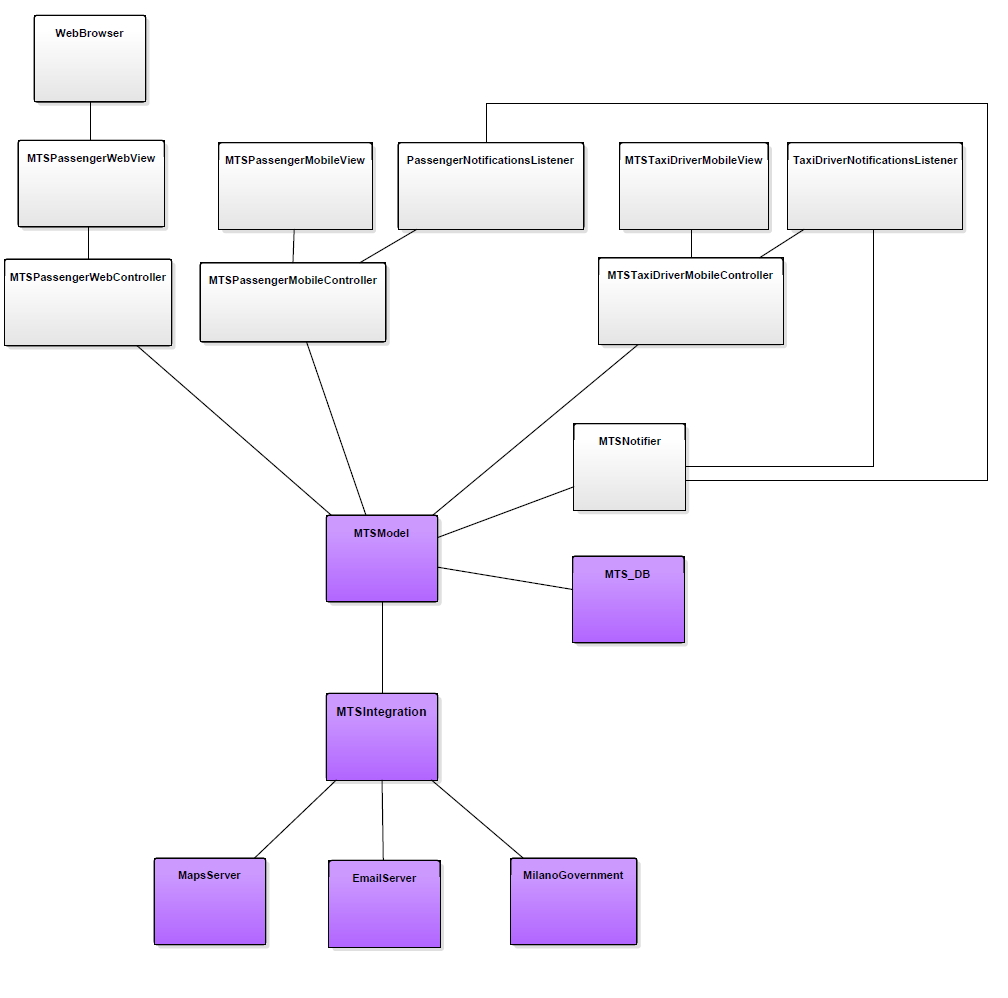 WebBrowser
MTSPassengerWebView
MTSPassengerMobileView
PassengerNotificationsListener
MTSTaxiDriverMobileView
TaxiDriverNotificationsListener
MTSPassengerWebController
MTSPassengerMobileController
MTSTaxiDriverMobileController
MTSNotifier
MTSModel
MTS_DB
MTSIntegration
MapsServer
EmailServer
MilanoGovernment